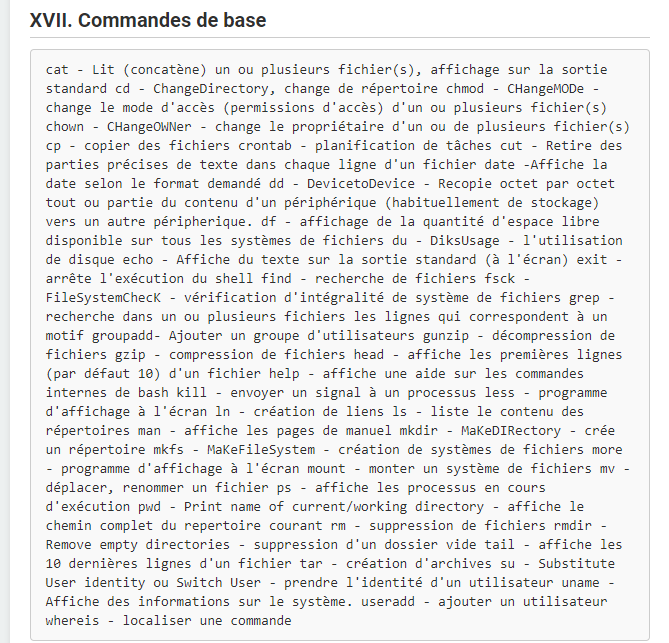 XVII. Commandes de base
cat - Lit (concatène) un ou plusieurs fichier(s), affichage sur la sortie
standard cd - ChangeDirectory, change de répertoire chmod - CHangeMODe -
change le mode d'accès (permissions d'accès) d'un ou plusieurs fichier(s)
chown - CHangeOWNer - change le propriétaire d'un ou de plusieurs fichier(s)
cp - copier des fichiers crontab - planification de tâches cut - Retire des
parties précises de texte dans chaque ligne d'un fichier date -Affiche la
date selon le format demandé dd - DevicetoDevice - Recopie octet par octet
tout ou partie du contenu d'un périphérique (habituellement de stockage)
vers un autre péripherique. df - affichage de la quantité d'espace libre
disponible sur tous les systèmes de fichiers du - DiksUsage - l'utilisation
de disque echo - Affiche du texte sur la sortie standard (à l'écran) exit -
arrête l'exécution du shell find - recherche de fichiers fsck -
FileSystemChecK - vérification d'intégralité de système de fichiers grep -
recherche dans un ou plusieurs fichiers les lignes qui correspondent à un
motif groupadd- Ajouter un groupe d'utilisateurs gunzip - décompression de
fichiers gzip - compression de fichiers head - affiche les premières lignes
(par défaut 10) d'un fichier help - affiche une aide sur les commandes
internes de bash kill - envoyer un signal à un processus less - programme
d'affichage à l'écran ln - création de liens ls - liste le contenu des
répertoires man - affiche les pages de manuel mkdir - MaKeDIRectory - crée
un répertoire mkfs - MaKeFileSystem - création de systèmes de fichiers more
- programme d'affichage à l'écran mount - monter un système de fichiers mv -
déplacer, renommer un fichier ps - affiche les processus en cours
d'exécution pwd - Print name of current/working directory - affiche le
chemin complet du repertoire courant rm - suppression de fichiers rmdir -
Remove empty directories - suppression d'un dossier vide tail - affiche les
10 dernières lignes d'un fichier tar - création d'archives su - Substitute
User identity ou Switch User - prendre l'identité d'un utilisateur uname -
Affiche des informations sur le système. useradd - ajouter un utilisateur
whereis - localiser une commande